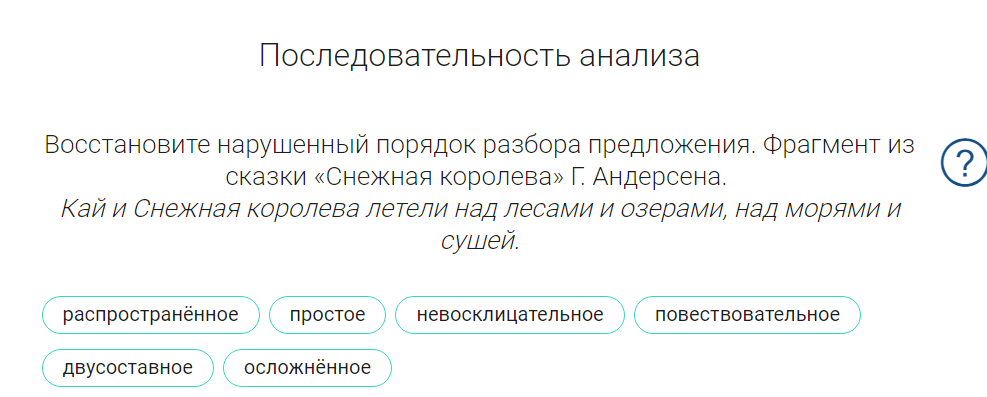 Последовательность анализа
Восстановите нарушенный порядок разбора предложения. Фрагмент из
сказки «Снежная королева» Г. Андерсена.
Кай и Снежная королева летели над лесами и озерами, над морями и
сушей.
?
распространённое простое невосклицательное повествовательное
двусоставное осложнённое